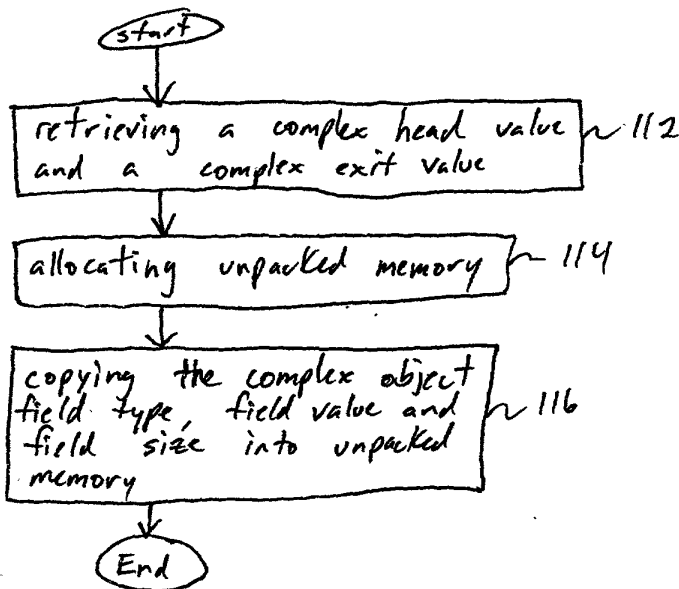 start
retrieving a complex head value
and a complex exit value
112
allocating unpacked memory
114
copying the complex object
field type, field value and
field size into unpacked
memory
116
End